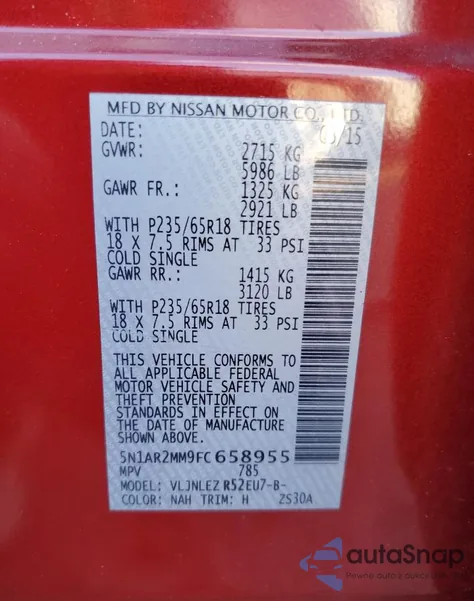 MFD BY NISSAN MOTOR CO., LTD.
DATE: 03/15
GVWR: 2715 KG
5986 LB
GAWR FR.: 1325 KG
2921 LB
WITH P235/65R18 TIRES
18 X 7.5 RIMS AT 33 PSI
COLD SINGLE
GAWR RR.: 1415 KG
3120 LB
WITH P235/65R18 TIRES
18 X 7.5 RIMS AT 33 PSI
COLD SINGLE
THIS VEHICLE CONFORMS TO
ALL APPLICABLE FEDERAL
MOTOR VEHICLE SAFETY AND
THEFT PREVENTION
STANDARDS IN EFFECT ON
THE DATE OF MANUFACTURE
SHOWN ABOVE.
5N1AR2MM9FC658955
MPV 785
MODEL: VLJNLEZ R52EU7-B-
COLOR: NAH TRIM: H 2S30A
autaSnap
Pewne auto z dużej